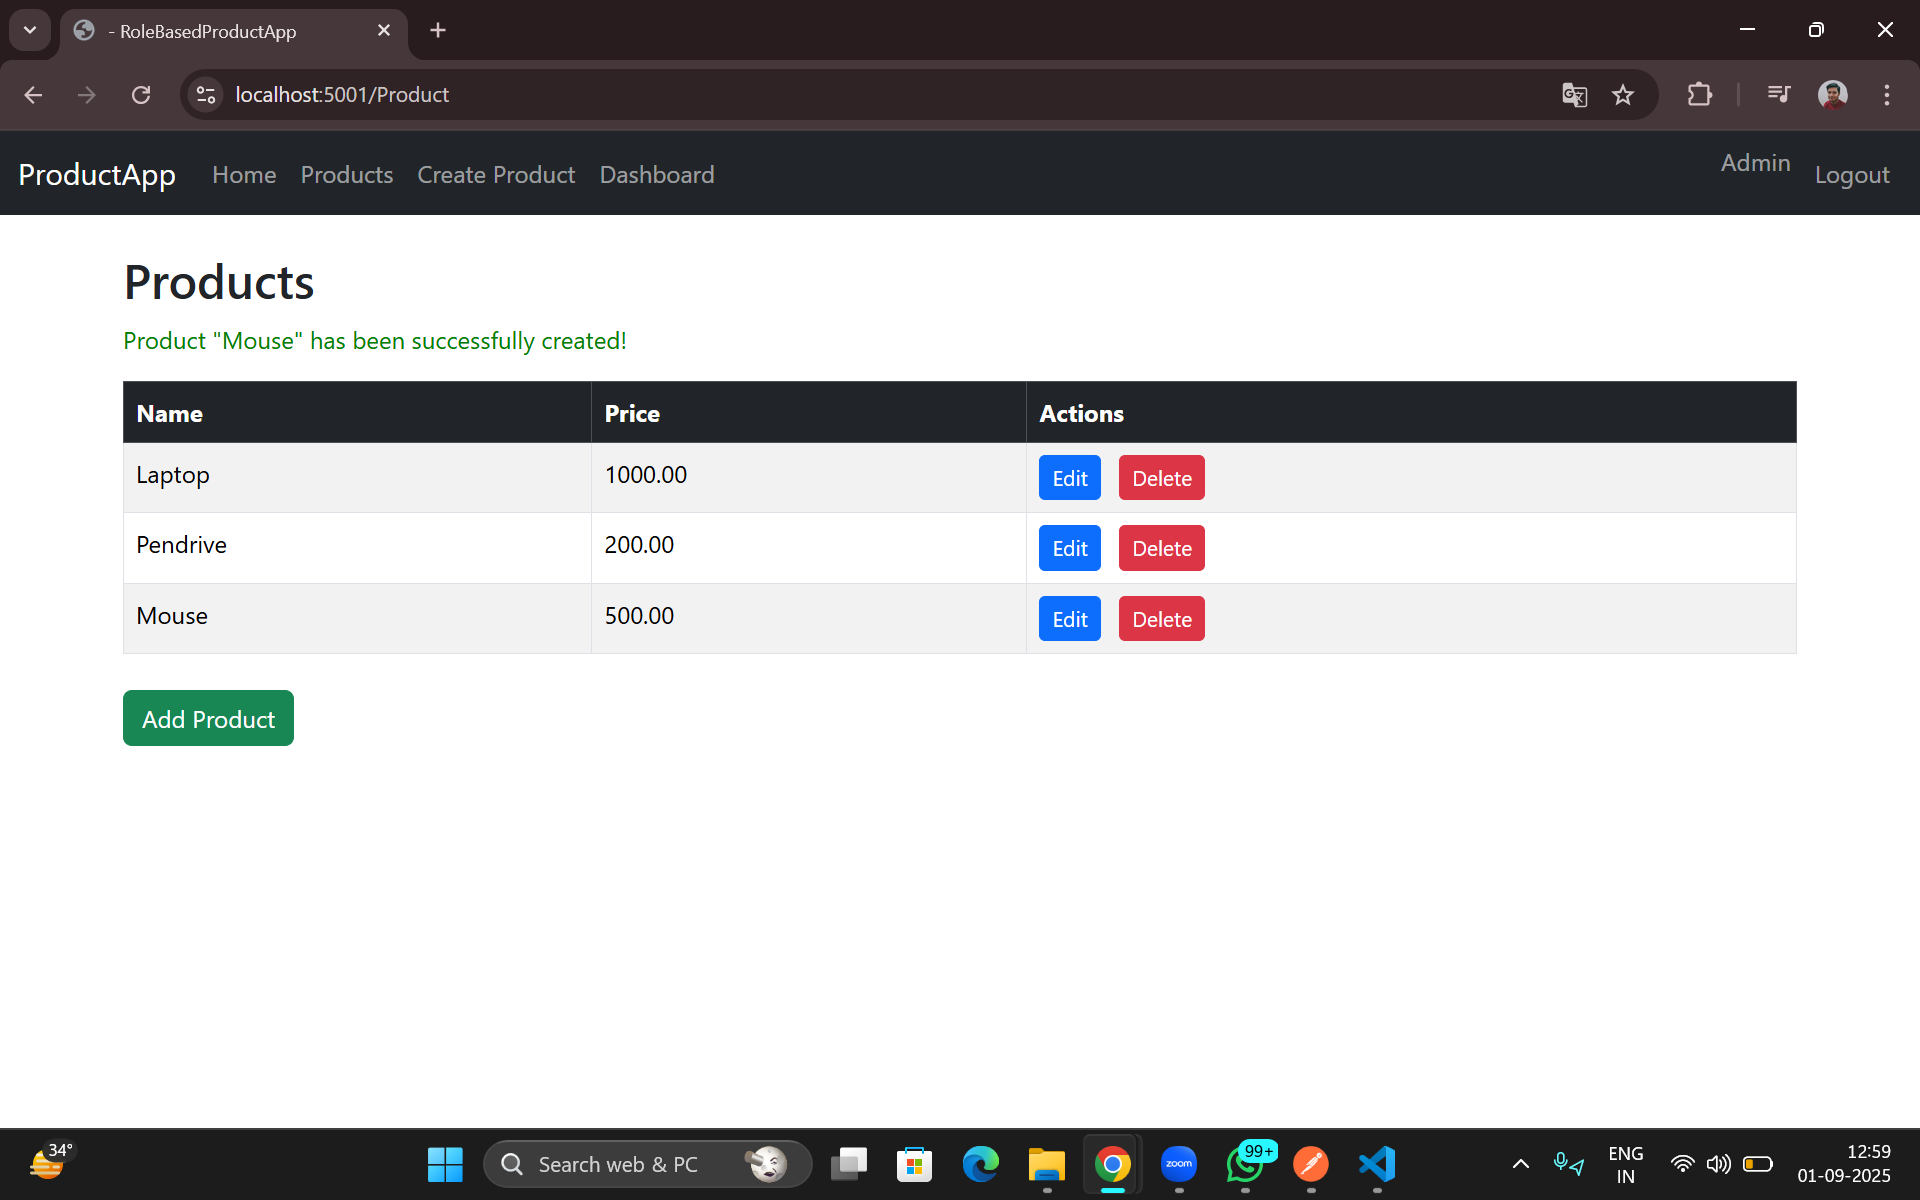 - RoleBasedProductApp
localhost:5001/Product
ProductApp Home Products Create Product Dashboard Admin Logout
Products
Product "Mouse" has been successfully created!
Name Price Actions
Laptop 1000.00 Edit Delete
Pendrive 200.00 Edit Delete
Mouse 500.00 Edit Delete
Add Product
34°
Search web & PC
zoom
99+
ENG
IN
12:59
01-09-2025